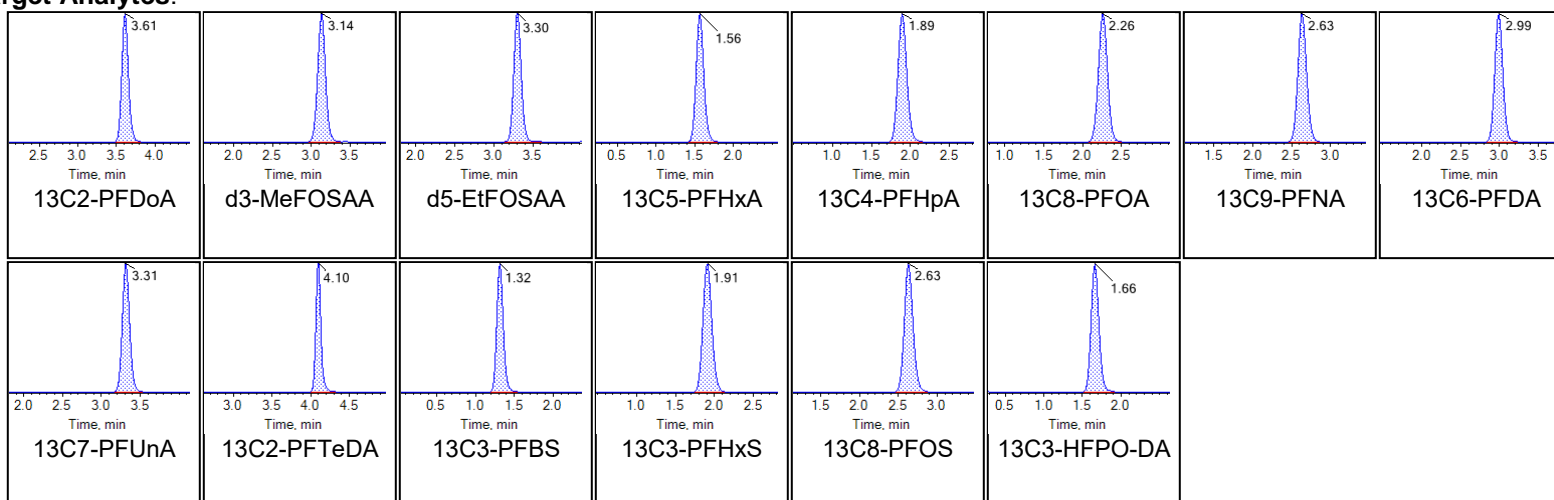 arget Analytes:
3.61 3.14 3.30 1.56 1.89 2.26 2.63 2.99
2.5 3.0 3.5 4.0 2.0 2.5 3.0 3.5 2.0 2.5 3.0 3.5 0.5 1.0 1.5 2.0 1.0 1.5 2.0 2.5 1.0 1.5 2.0 2.5 1.5 2.0 2.5 3.0 2.0 2.5 3.0 3.5
Time, min Time, min Time, min Time, min Time, min Time, min Time, min Time, min
13C2-PFDoA d3-MeFOSAA d5-EtFOSAA 13C5-PFHxA 13C4-PFHpA 13C8-PFOA 13C9-PFNA 13C6-PFDA
3.31 4.10 1.32 1.91 2.63 1.66
2.0 2.5 3.0 3.5 3.0 3.5 4.0 4.5 0.5 1.0 1.5 2.0 1.0 1.5 2.0 2.5 1.5 2.0 2.5 3.0 0.5 1.0 1.5 2.0
Time, min Time, min Time, min Time, min Time, min Time, min
13C7-PFUnA 13C2-PFTeDA 13C3-PFBS 13C3-PFHxS 13C8-PFOS 13C3-HFPO-DA